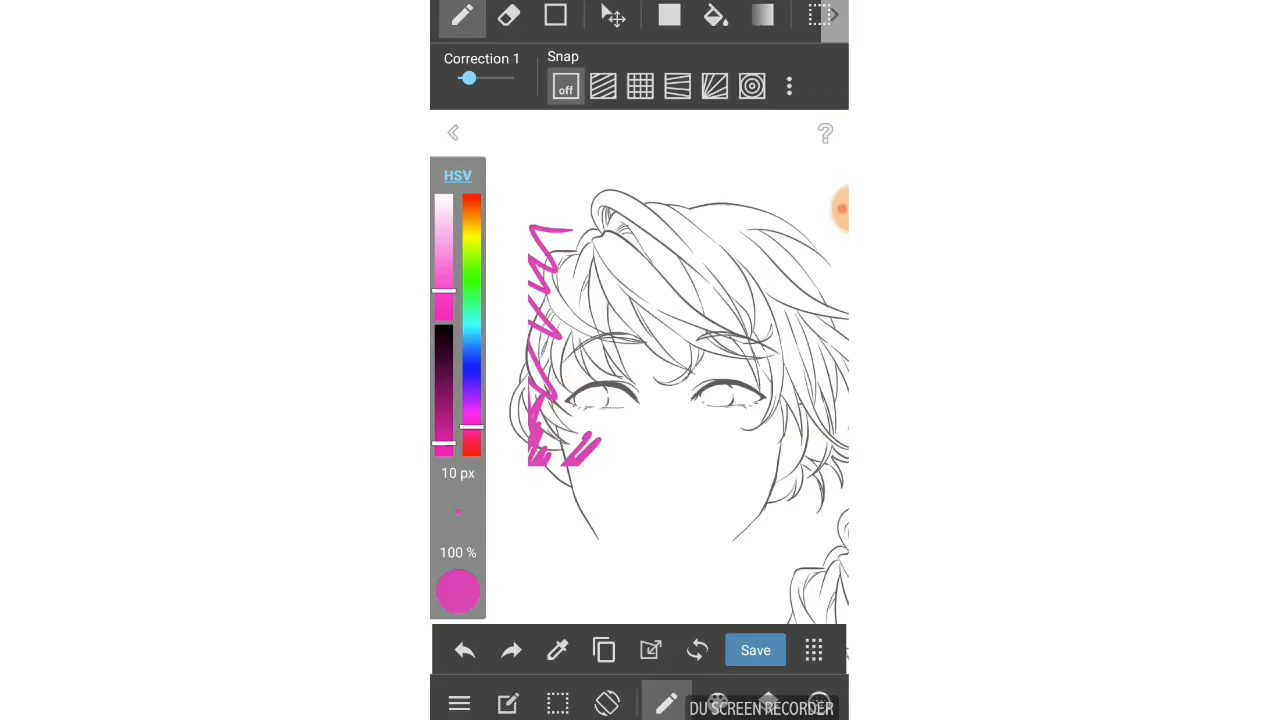 Correction 1
Snap
off
?
HSV
10 px
100 %
Save
DU SCREEN RECORDER